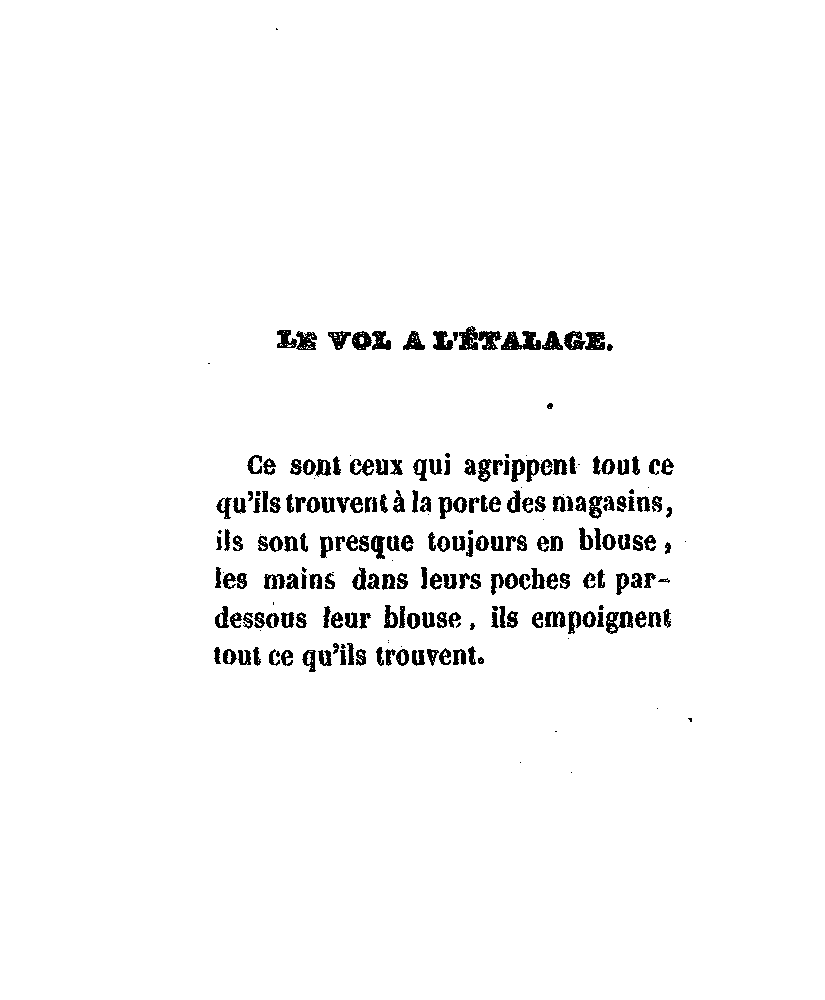 LE VOL A L'ÉTALAGE.
Ce sont ceux qui agrippent tout ce
qu'ils trouvent à la porte des magasins,
ils sont presque toujours en blouse,
les mains dans leurs poches et par-
dessous leur blouse, ils empoignent
tout ce qu'ils trouvent.